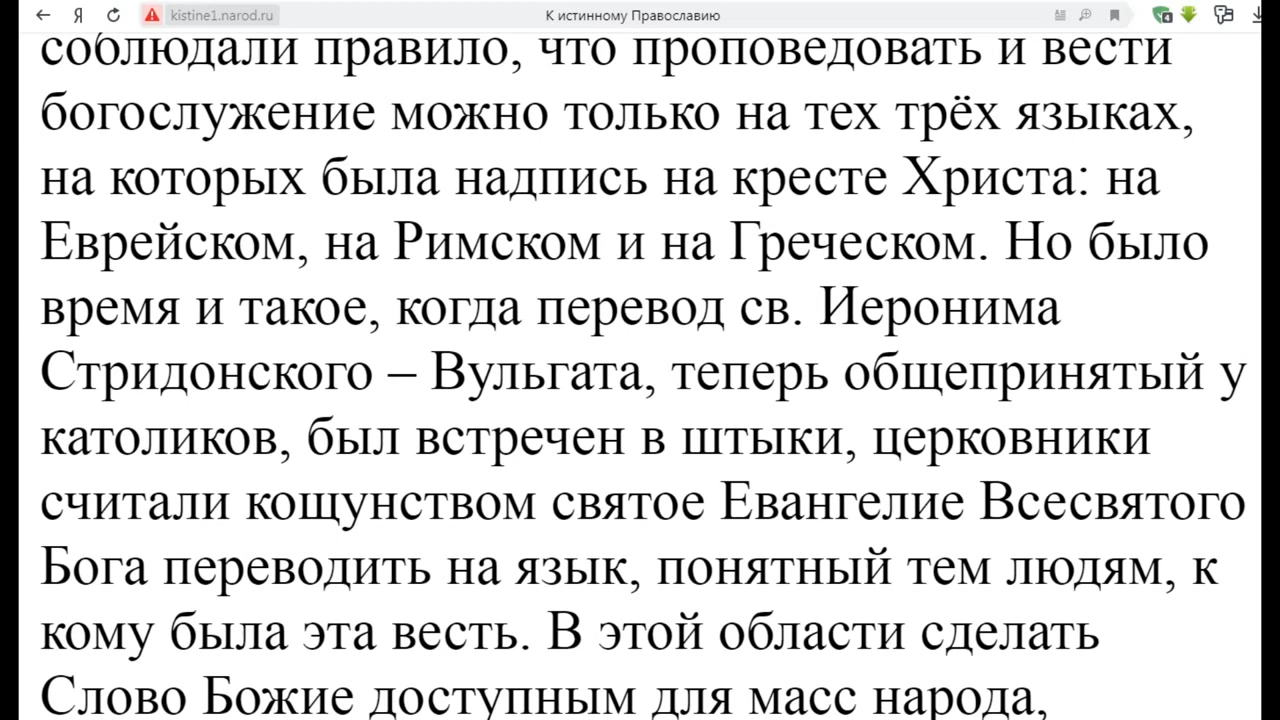 kistine1.narod.ru
К истинному Православию
соблюдали правило, что проповедовать и вести
богослужение можно только на тех трёх языках,
на которых была надпись на кресте Христа: на
Еврейском, на Римском и на Греческом. Но было
время и такое, когда перевод св. Иеронима
Стридонского – Вульгата, теперь общепринятый у
католиков, был встречен в штыки, церковники
считали кощунством святое Евангелие Всесвятого
Бога переводить на язык, понятный тем людям, к
кому была эта весть. В этой области сделать
Слово Божие доступным для масс народа,